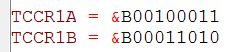 TCCR1A = &B00100011
TCCR1B = &B00011010